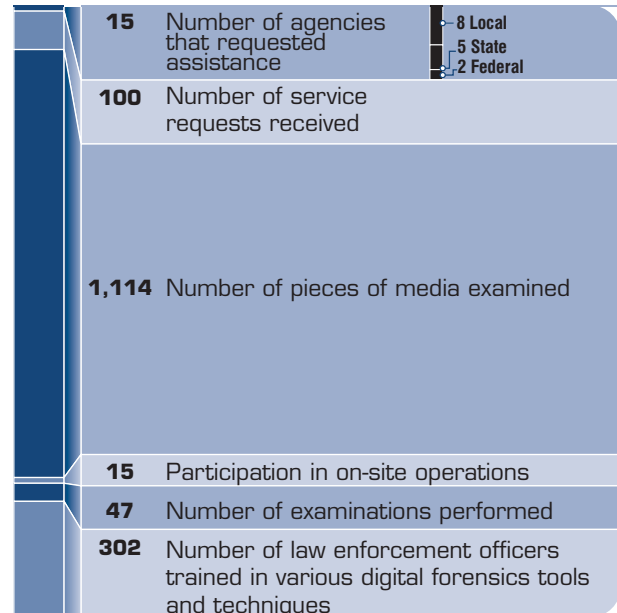 15 Number of agencies
that requested
assistance
8 Local
5 State
2 Federal
100 Number of service
requests received
1,114 Number of pieces of media examined
15 Participation in on-site operations
47 Number of examinations performed
302 Number of law enforcement officers
trained in various digital forensics tools
and techniques